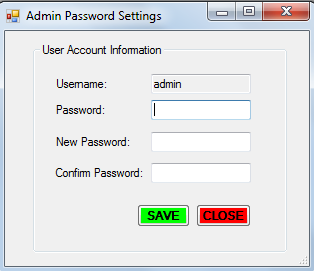 Admin Password Settings
User Account Information
Username: admin
Password:
New Password:
Confirm Password:
SAVE CLOSE